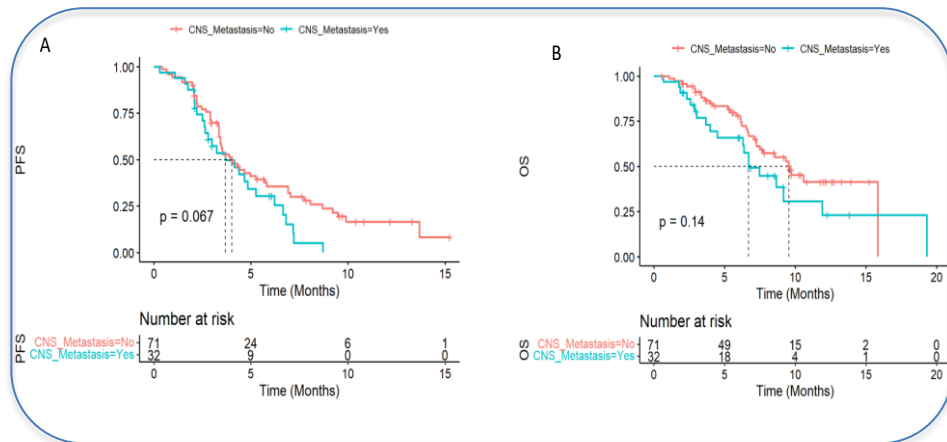 A
CNS_Metastasis=No CNS_Metastasis=Yes
PFS
1.00
0.75
0.50
0.25
0.00
p = 0.067
0 5 10 15
Time (Months)
Number at risk
PFS
CNS_Metastasis=No 71 24 6 1
CNS_Metastasis=Yes 32 9 0 0
0 5 10 15
Time (Months)
B
CNS_Metastasis=No CNS_Metastasis=Yes
OS
1.00
0.75
0.50
0.25
0.00
p = 0.14
0 5 10 15 20
Time (Months)
Number at risk
OS
CNS_Metastasis=No 71 49 15 2 0
CNS_Metastasis=Yes 32 18 4 1 0
0 5 10 15 20
Time (Months)